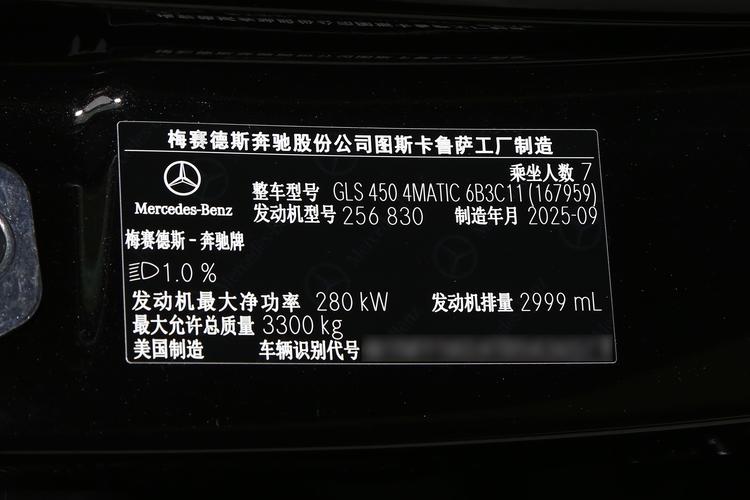 梅赛德斯奔驰股份公司图斯卡鲁萨工厂制造
乘坐人数 7
Mercedes-Benz
整车型号 GLS 450 4MATIC 6B3C11 (167959)
发动机型号 256 830 制造年月 2025-09
梅赛德斯－奔驰牌
1.0 %
发动机最大净功率 280 kW 发动机排量 2999 mL
最大允许总质量 3300 kg
美国制造 车辆识别代号